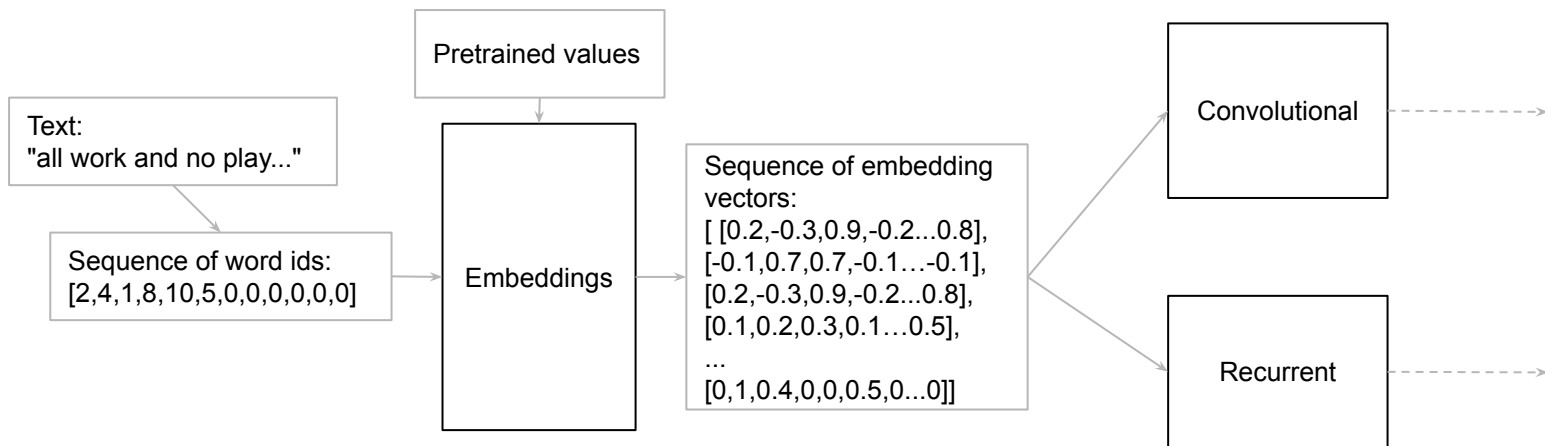 Pretrained values
Text:
"all work and no play..."
Sequence of word ids:
[2,4,1,8,10,5,0,0,0,0,0,0]
Embeddings
Sequence of embedding
vectors:
[ [0.2,-0.3,0.9,-0.2...0.8],
[-0.1,0.7,0.7,-0.1…-0.1],
[0.2,-0.3,0.9,-0.2...0.8],
[0.1,0.2,0.3,0.1…0.5],
...
[0,1,0.4,0,0,0.5,0...0]]
Convolutional
Recurrent